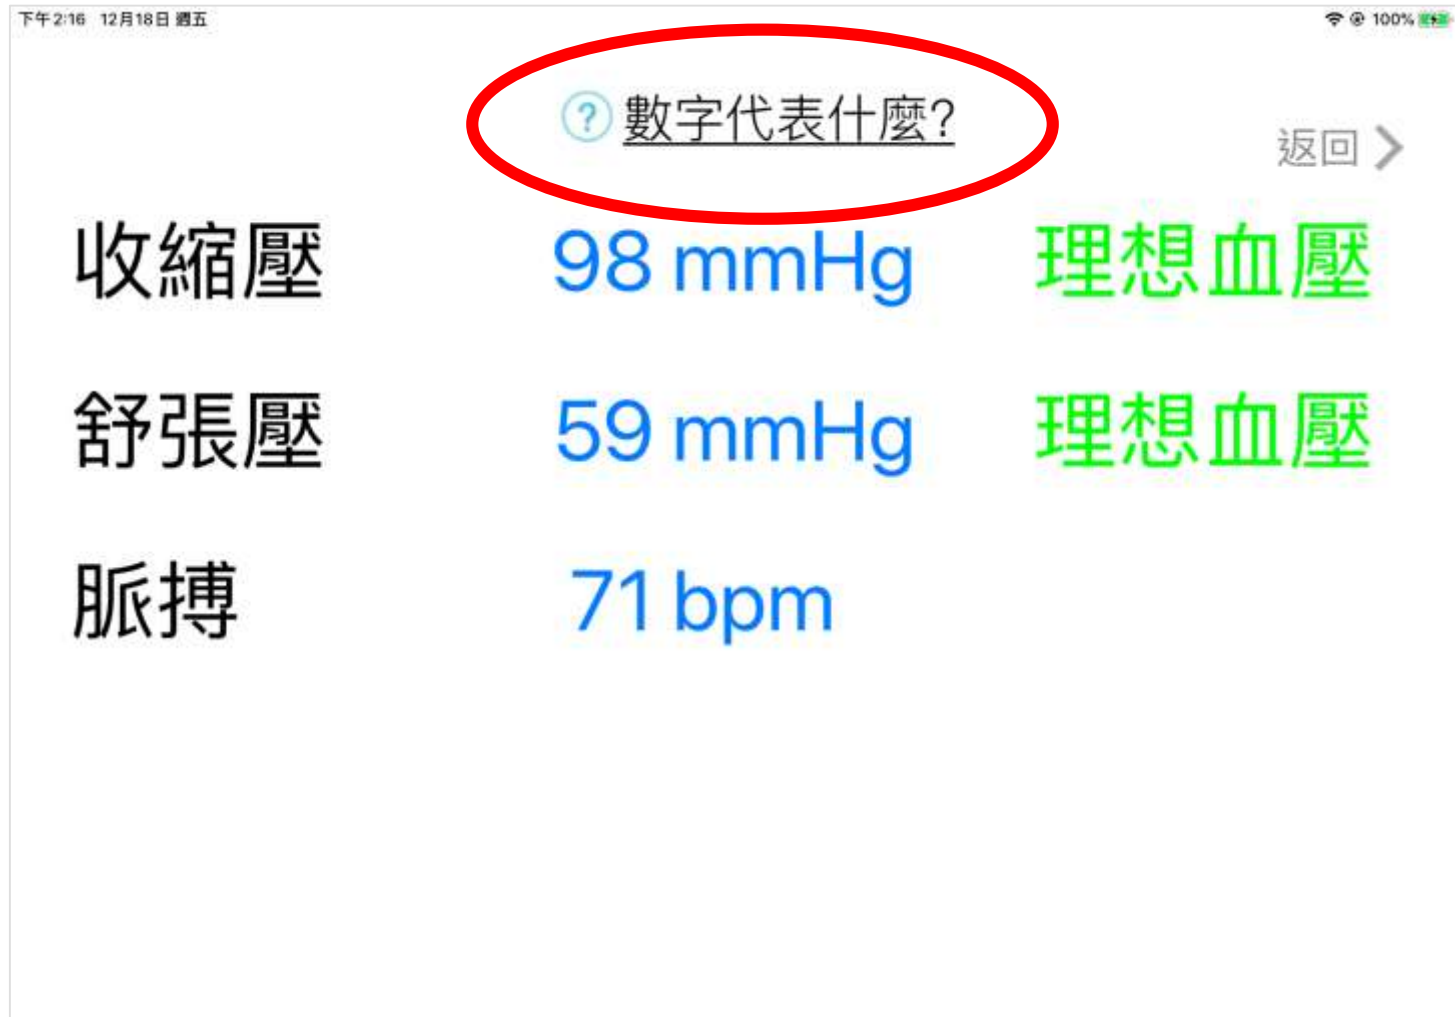 下午2:16 12月18日 週五 100%
數字代表什麼?
返回
收縮壓 98 mmHg 理想血壓
舒張壓 59 mmHg 理想血壓
脈搏 71 bpm